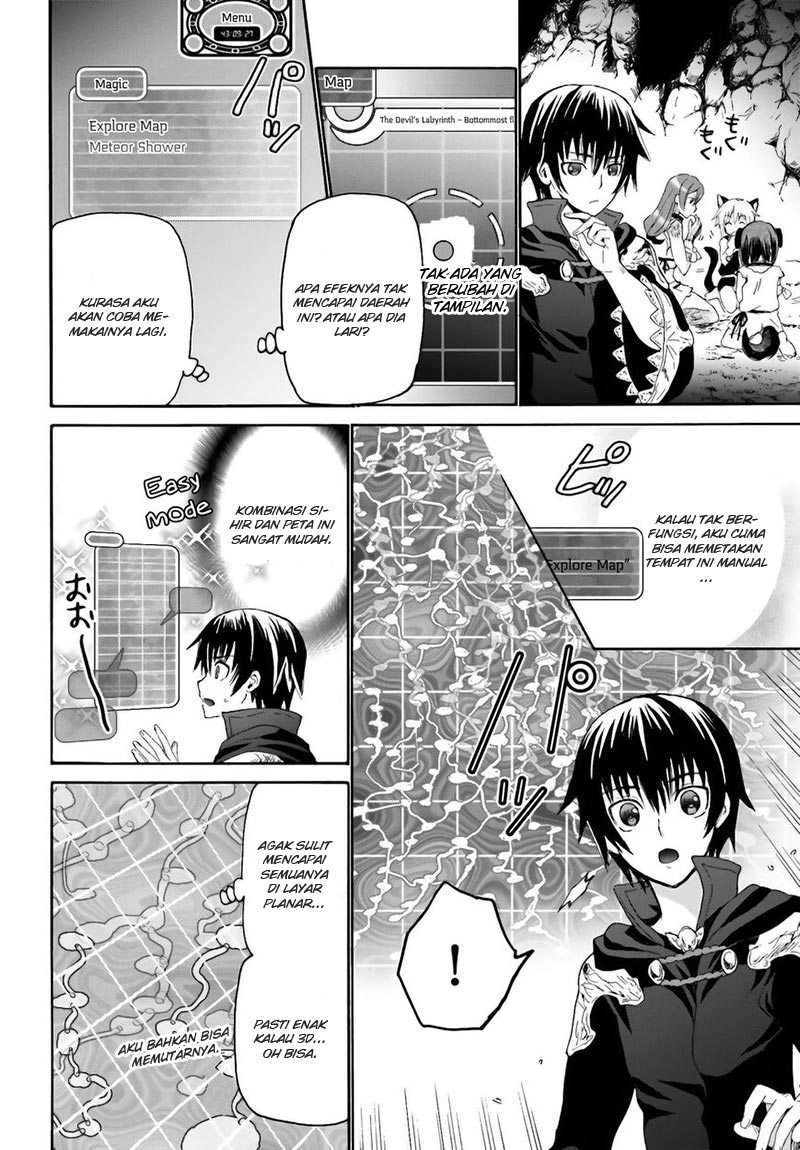 もぐ
もぐ
TAK ADA YANG
BERUBAH DI
TAMPILAN.
Map
The Devil's Labyrinth – Bottommost fl
APA EFEKNYA TAK
MENCAPAI DAERAH
INI? ATAU APA DIA
LARI?
パッ
Menu
43:09:27
Magic
Explore Map
Meteor Shower
KURASA AKU
AKAN COBA ME-
MAKAINYA LAGI.
ピッ
KALAU TAK BER-
FUNGSI, AKU CUMA
BISA MEMETAKAN
TEMPAT INI MANUAL
...
Explore Map"
パッ
!
KOMBINASI SI-
HIR DAN PETA INI
SANGAT MUDAH.
Easy
mode
おお
AGAK SULIT
MENCAPAI
SEMUANYA
DI LAYAR
PLANAR...
PASTI ENAK
KALAU 3D...
OH BISA.
AKU BAHKAN BISA
MEMUTARNYA.